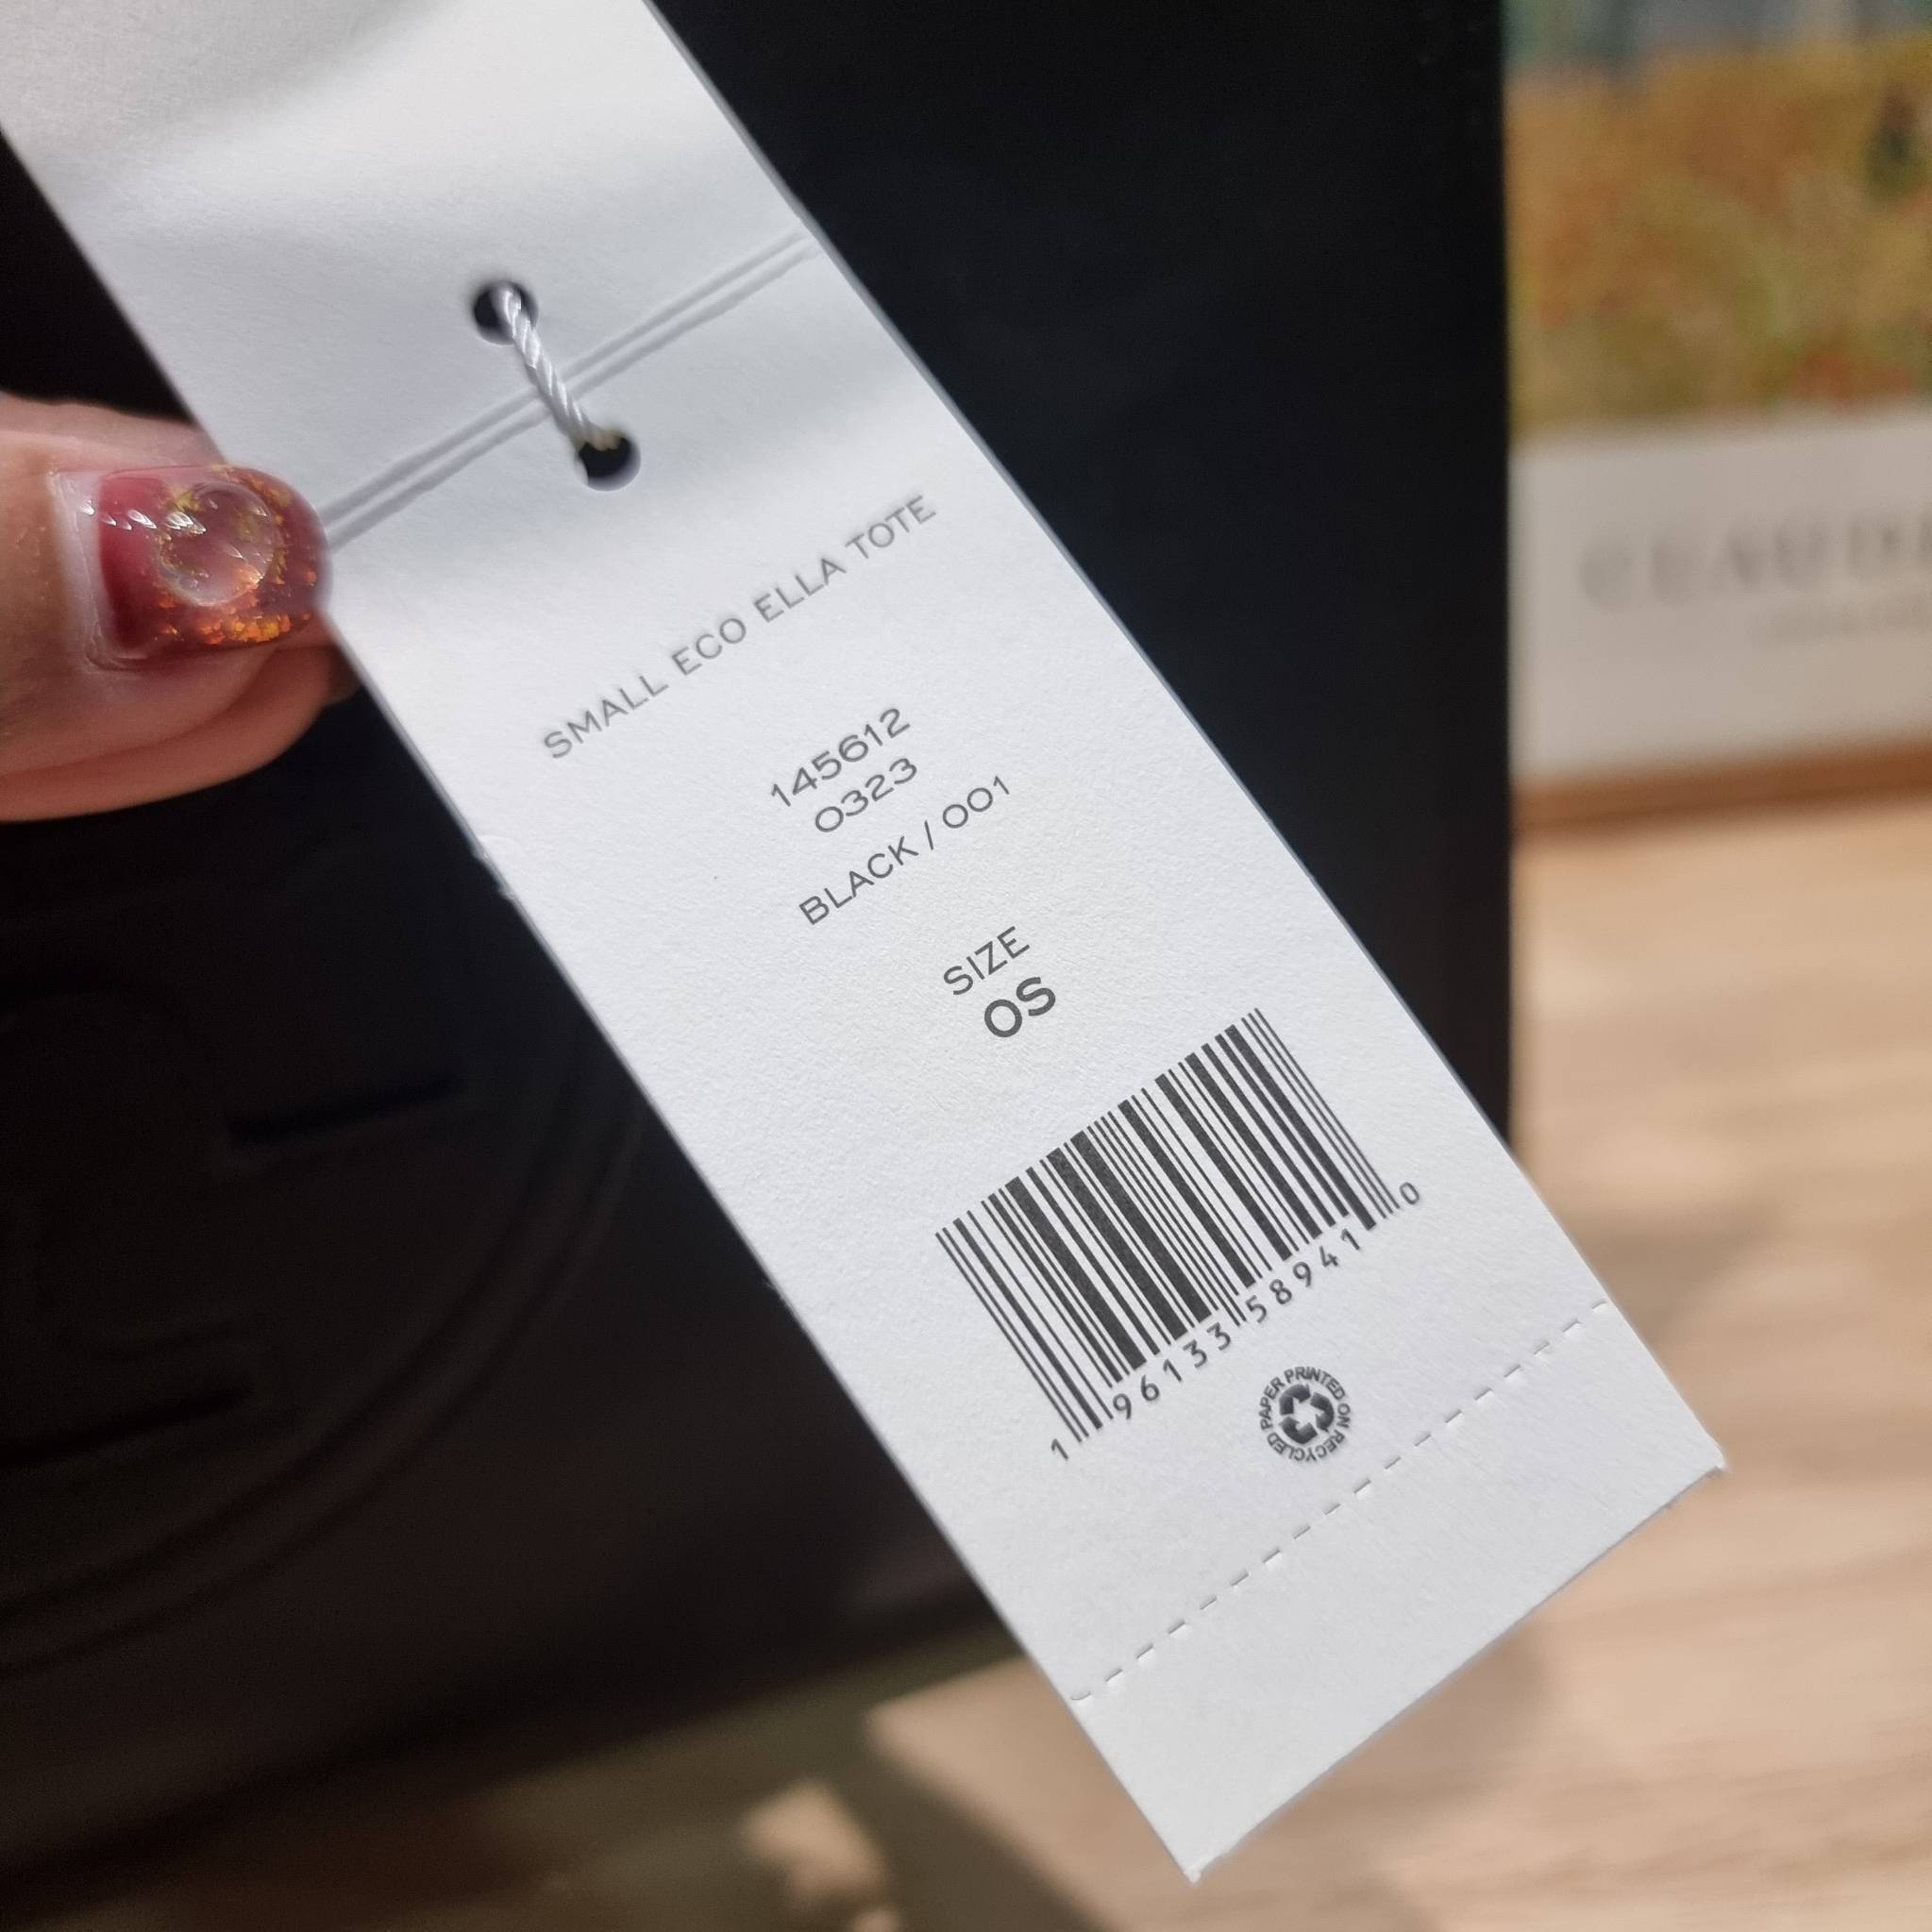 SMALL ECO ELLA TOTE
145612
0323
BLACK / 001
SIZE
OS
1 96133 58941 0
PRINTED ON RECYCLED PAPER